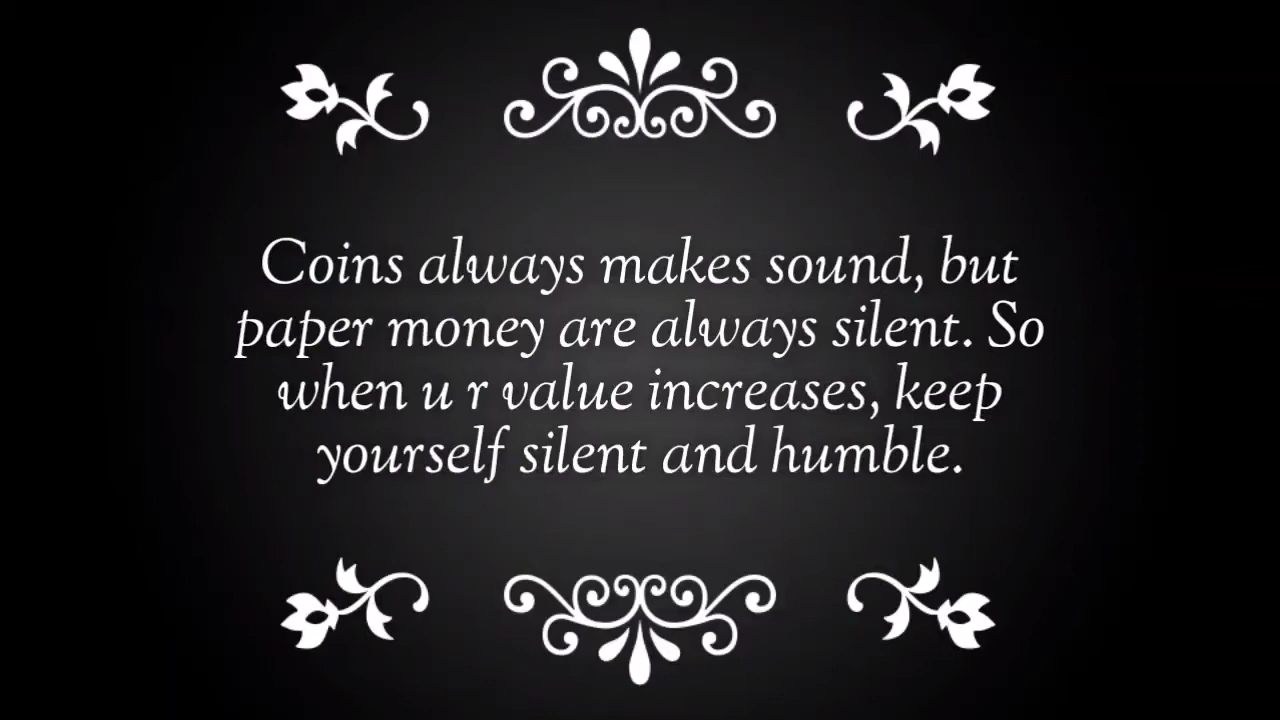 Coins always makes sound, but
paper money are always silent. So
when u r value increases, keep
yourself silent and humble.